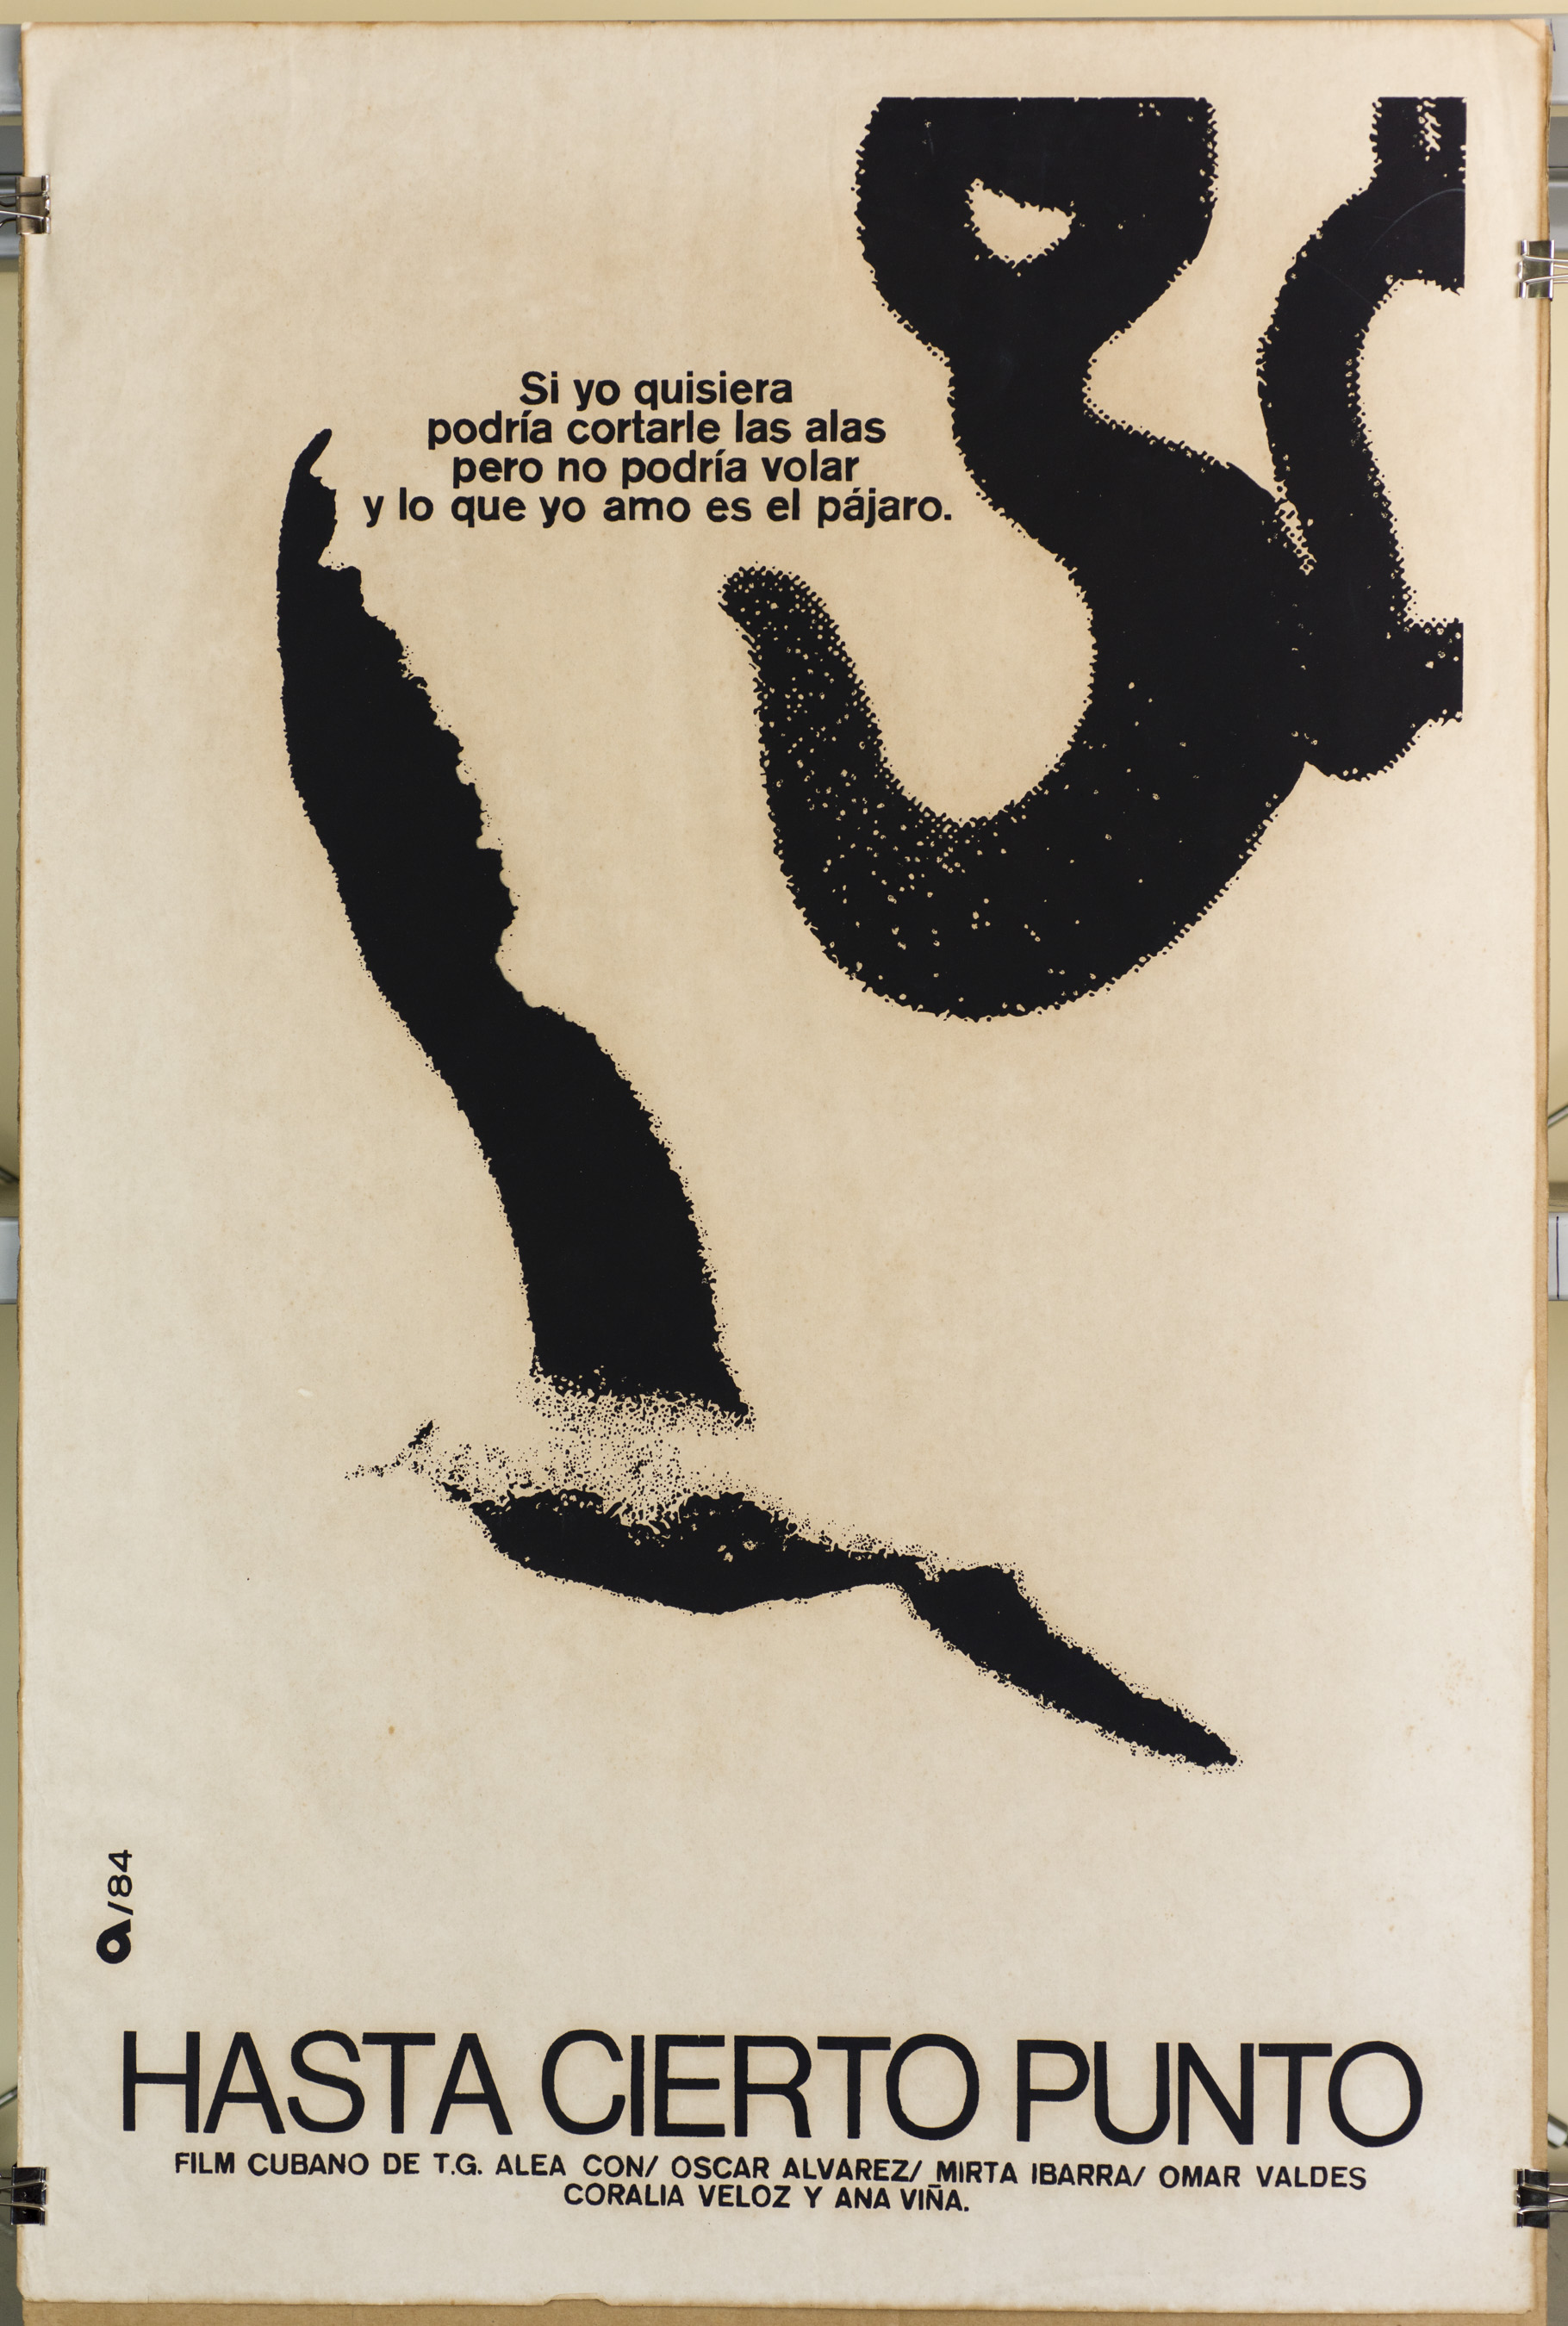 Si yo quisiera
podría cortarle las alas
pero no podría volar
y lo que yo amo es el pájaro.
a/84
HASTA CIERTO PUNTO
FILM CUBANO DE T.G. ALEA CON/ OSCAR ALVAREZ/ MIRTA IBARRA/ OMAR VALDES
CORALIA VELOZ Y ANA VIÑA.